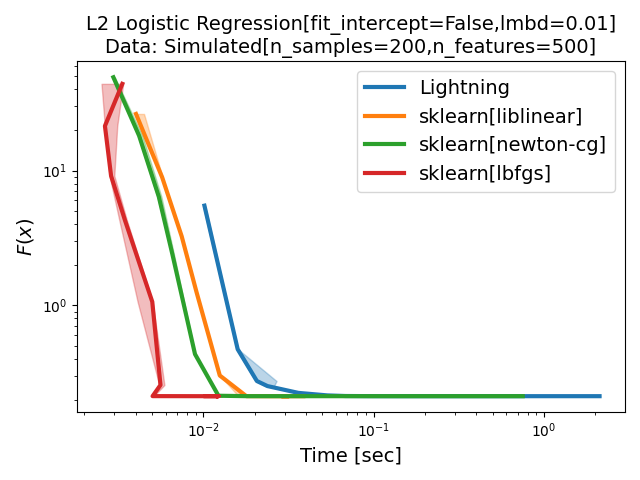 L2 Logistic Regression[fit_intercept=False,lmbd=0.01]
Data: Simulated[n_samples=200,n_features=500]
Lightning
sklearn[liblinear]
sklearn[newton-cg]
sklearn[lbfgs]
F(x)
10¹
10⁰
10⁻² 10⁻¹ 10⁰
Time [sec]